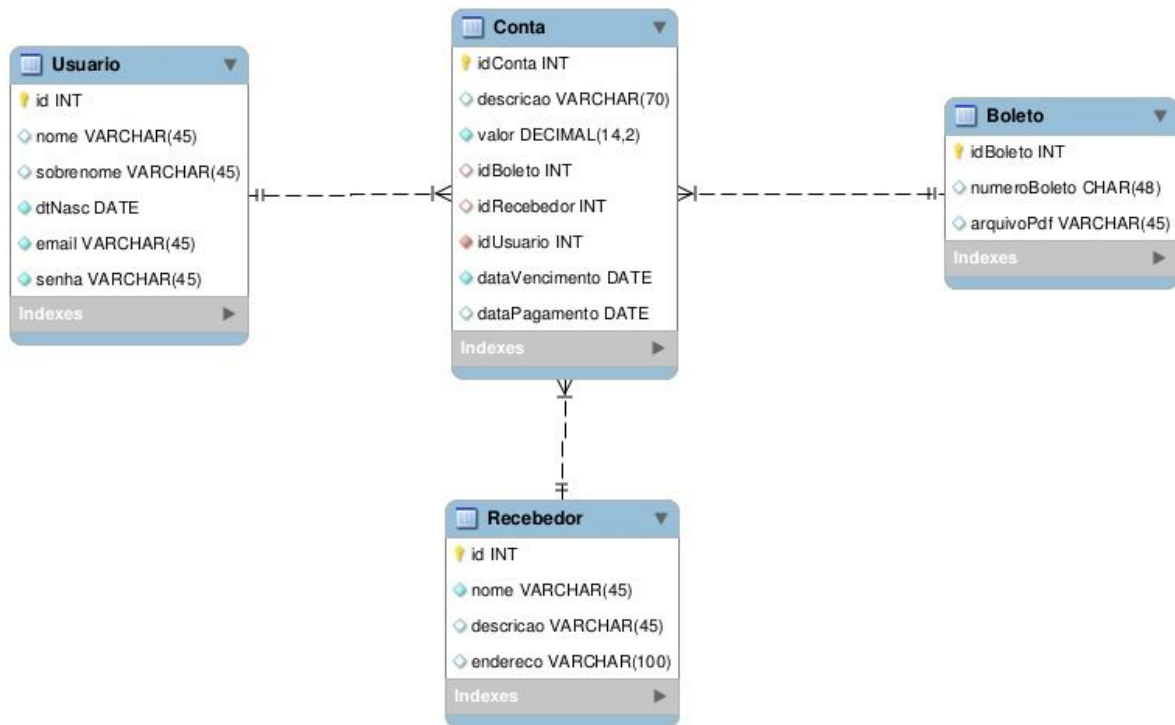 Usuario
id INT
nome VARCHAR(45)
sobrenome VARCHAR(45)
dtNasc DATE
email VARCHAR(45)
senha VARCHAR(45)
Indexes
Conta
idConta INT
descricao VARCHAR(70)
valor DECIMAL(14,2)
idBoleto INT
idRecebedor INT
idUsuario INT
dataVencimento DATE
dataPagamento DATE
Indexes
Boleto
idBoleto INT
numeroBoleto CHAR(48)
arquivoPdf VARCHAR(45)
Indexes
Recebedor
id INT
nome VARCHAR(45)
descricao VARCHAR(45)
endereco VARCHAR(100)
Indexes